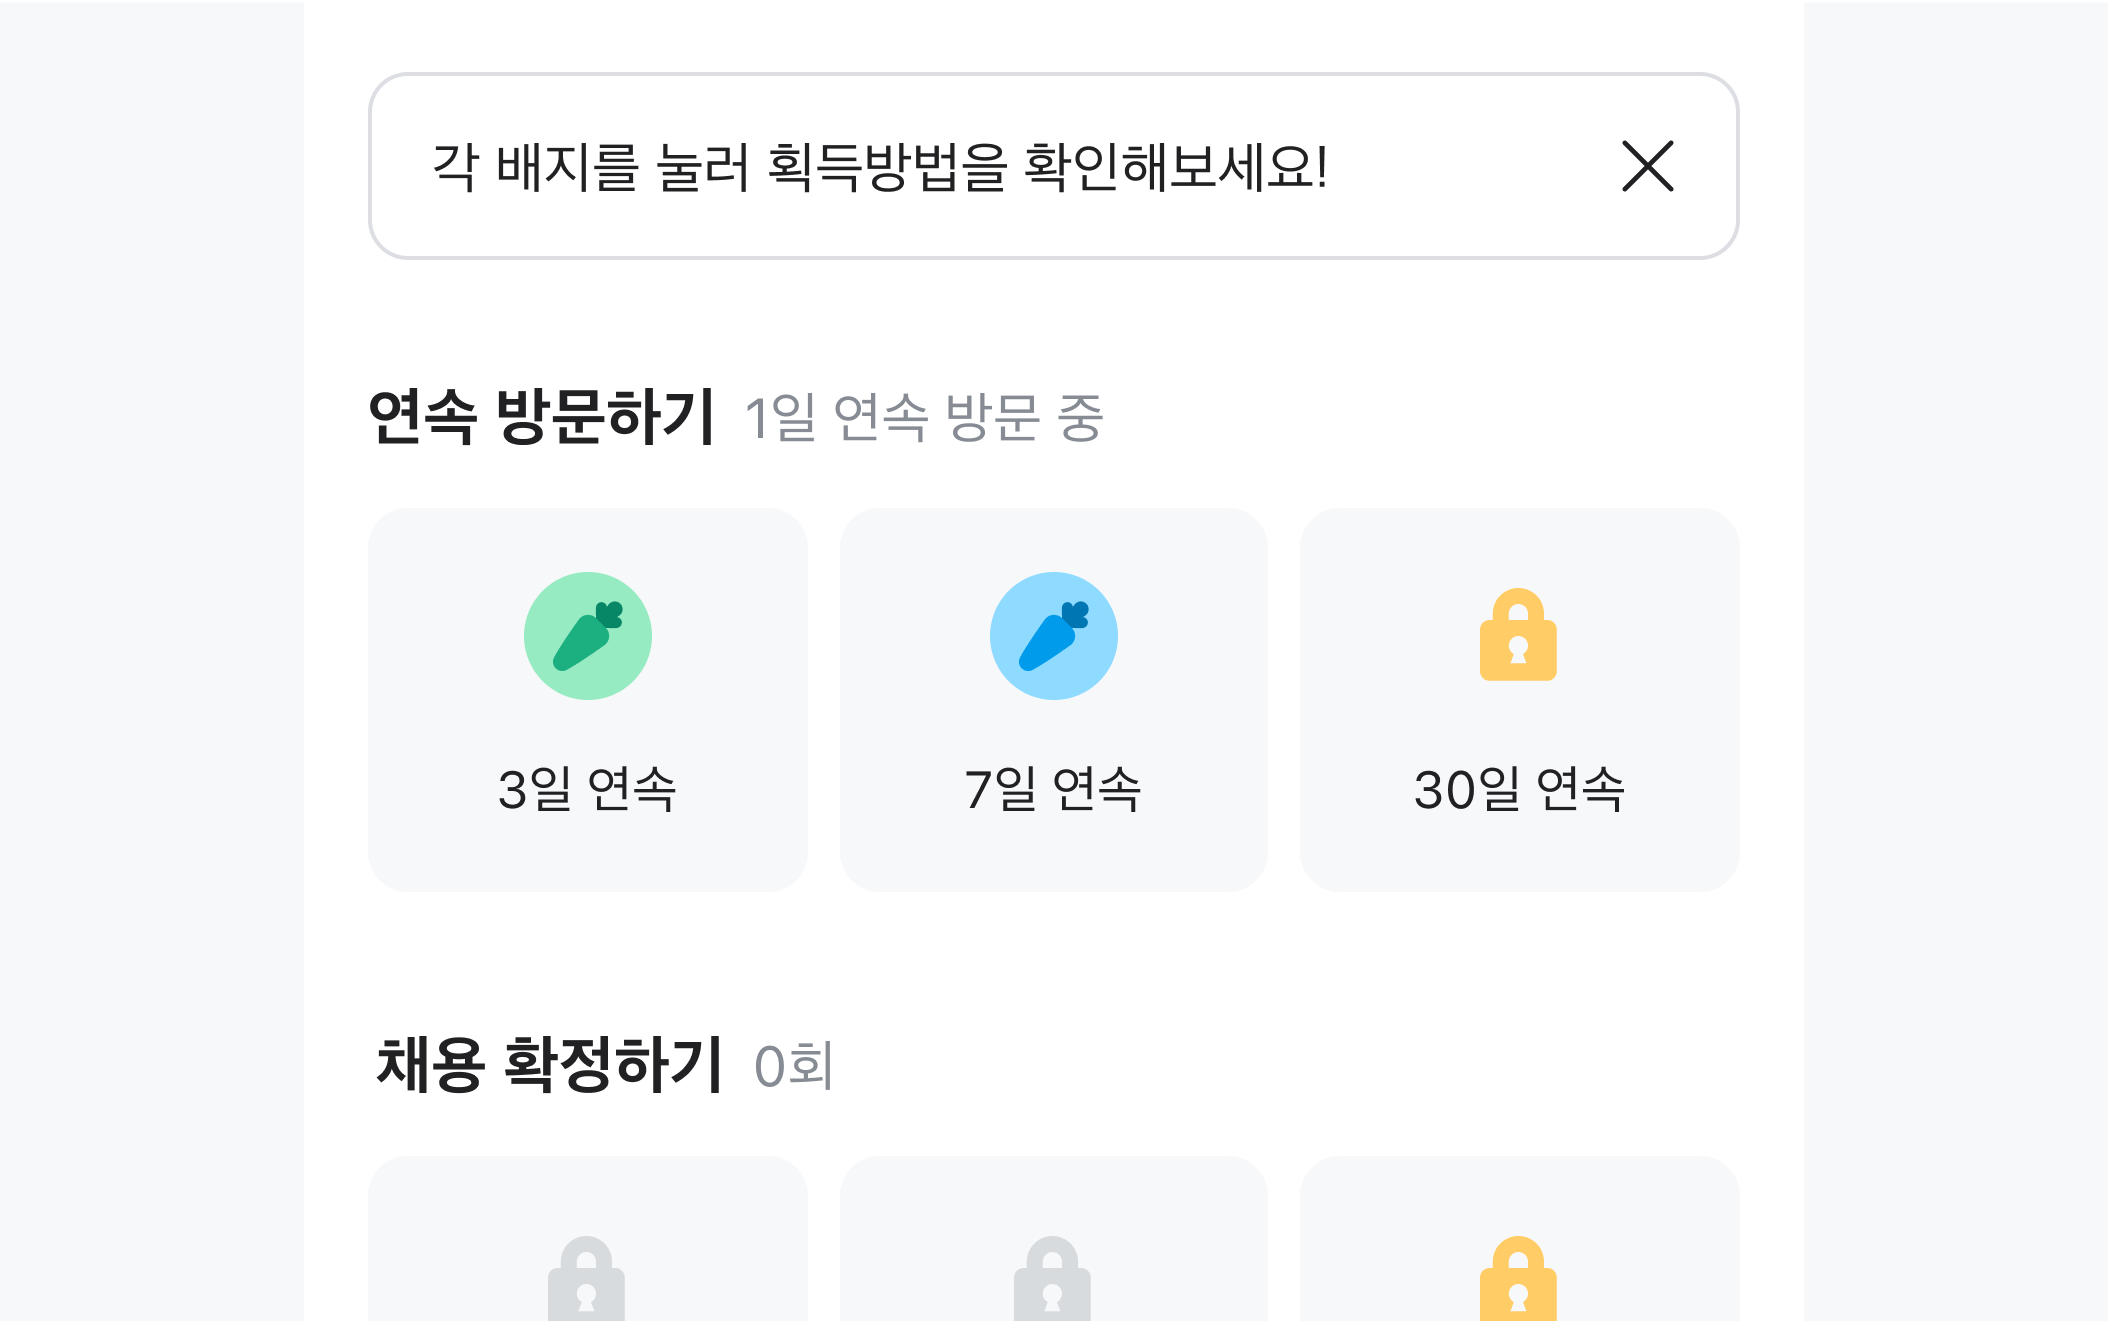 각 배지를 눌러 획득방법을 확인해보세요!
연속 방문하기 1일 연속 방문 중
3일 연속
7일 연속
30일 연속
채용 확정하기 0회